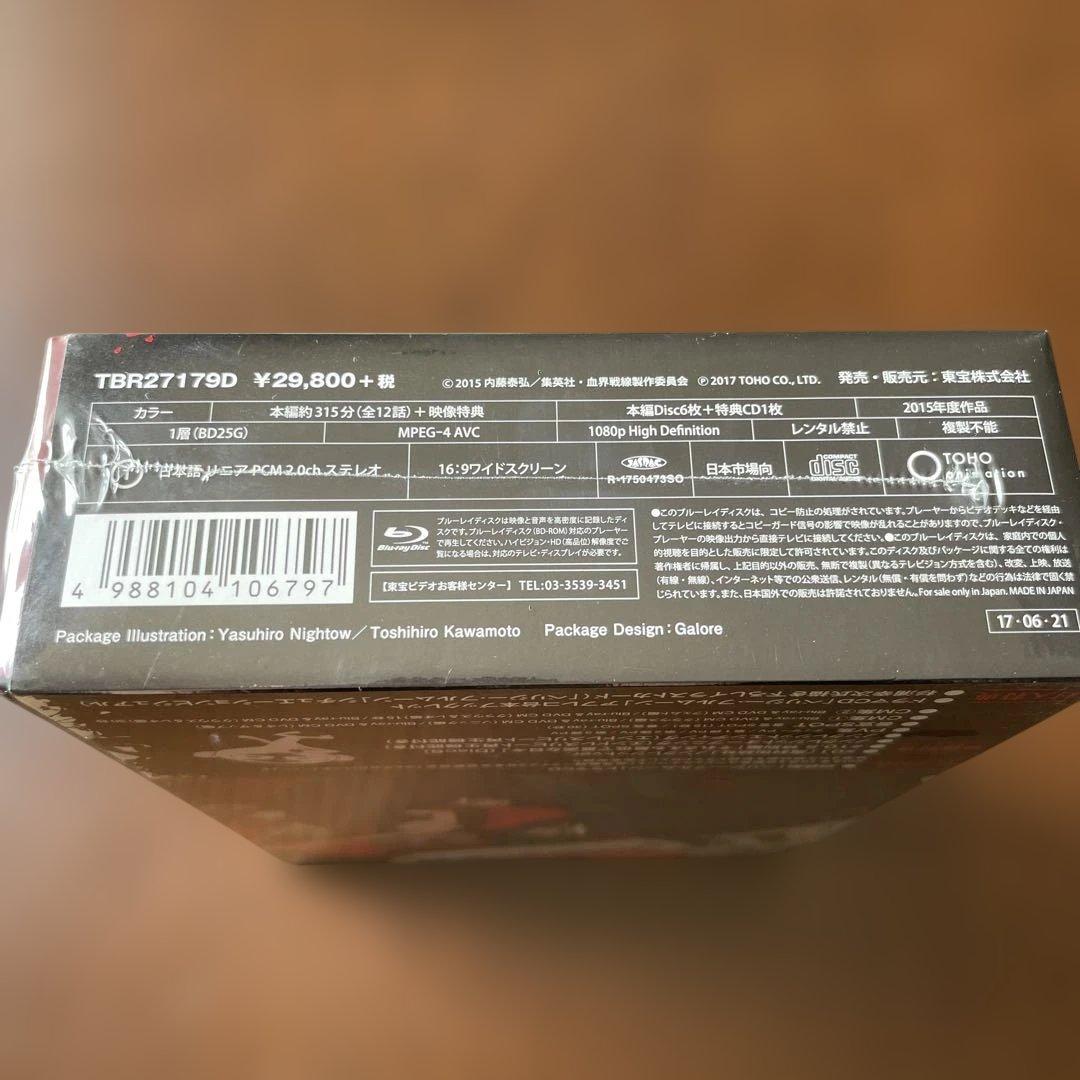 TBR27179D ¥29,800+税 ©2015 内藤泰弘/集英社・血界戦線製作委員会 ℗2017 TOHO CO., LTD. 発売・販売元:東宝株式会社
カラー 本編約315分(全12話)+映像特典 本編Disc6枚+特典CD1枚 2015年度作品
1層(BD25G) MPEG-4 AVC 1080p High Definition レンタル禁止 複製不能
日本語 リニア PCM 2.0ch ステレオ 16:9ワイドスクリーン R-1750473SO 日本市場向 COMPACT disc DIGITAL AUDIO TOHO animation
Blu-ray Disc
ブルーレイディスクは映像と音声を高密度に記録したディ
スクです。ブルーレイディスク(BD-ROM)対応のプレーヤー
で再生してください。ハイビジョン・HD(高品位)解像度でご
覧になる場合は、対応のテレビ・ディスプレイが必要です。
【東宝ビデオお客様センター】TEL:03-3539-3451
●このブルーレイディスクは、コピー防止の処理がされています。プレーヤーからビデオデッキなどを経由
してテレビに接続するとコピーガード信号の影響で映像が乱れることがありますので、ブルーレイディスク・
プレーヤーの映像出力から直接テレビに接続してください。●このブルーレイディスクは、家庭内での個人
的視聴を目的とした販売に限定して許可されています。このディスク及びパッケージに関する全ての権利は
著作権者に帰属し、上記目的以外の販売、無断で複製(異なるテレビジョン方式を含む)、改変、上映、放送
(有線・無線)、インターネット等での公衆送信、レンタル(無償・有償を問わず)などの行為は法律で固く禁
じられています。また、日本国外での販売は許諾されておりません。For sale only in Japan. MADE IN JAPAN
4 988104 106797
Package Illustration:Yasuhiro Nightow/Toshihiro Kawamoto Package Design:Galore
17・06・21